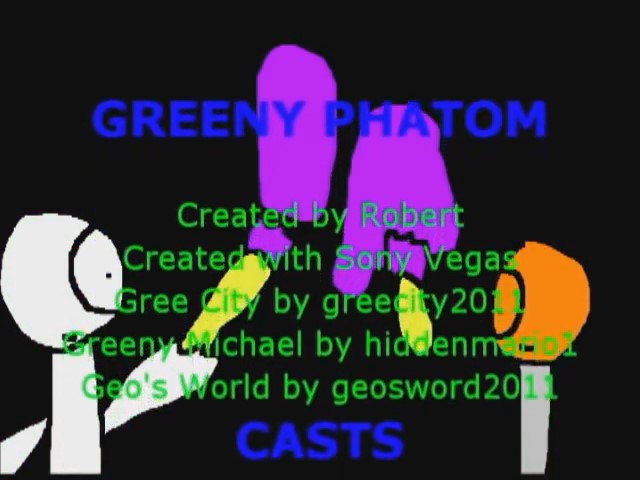 GREENY PHATOM
Created by Robert
Created with Sony Vegas
Gree City by greecity2011
Greeny Michael by hiddenmario1
Geo's World by geosword2011
CASTS